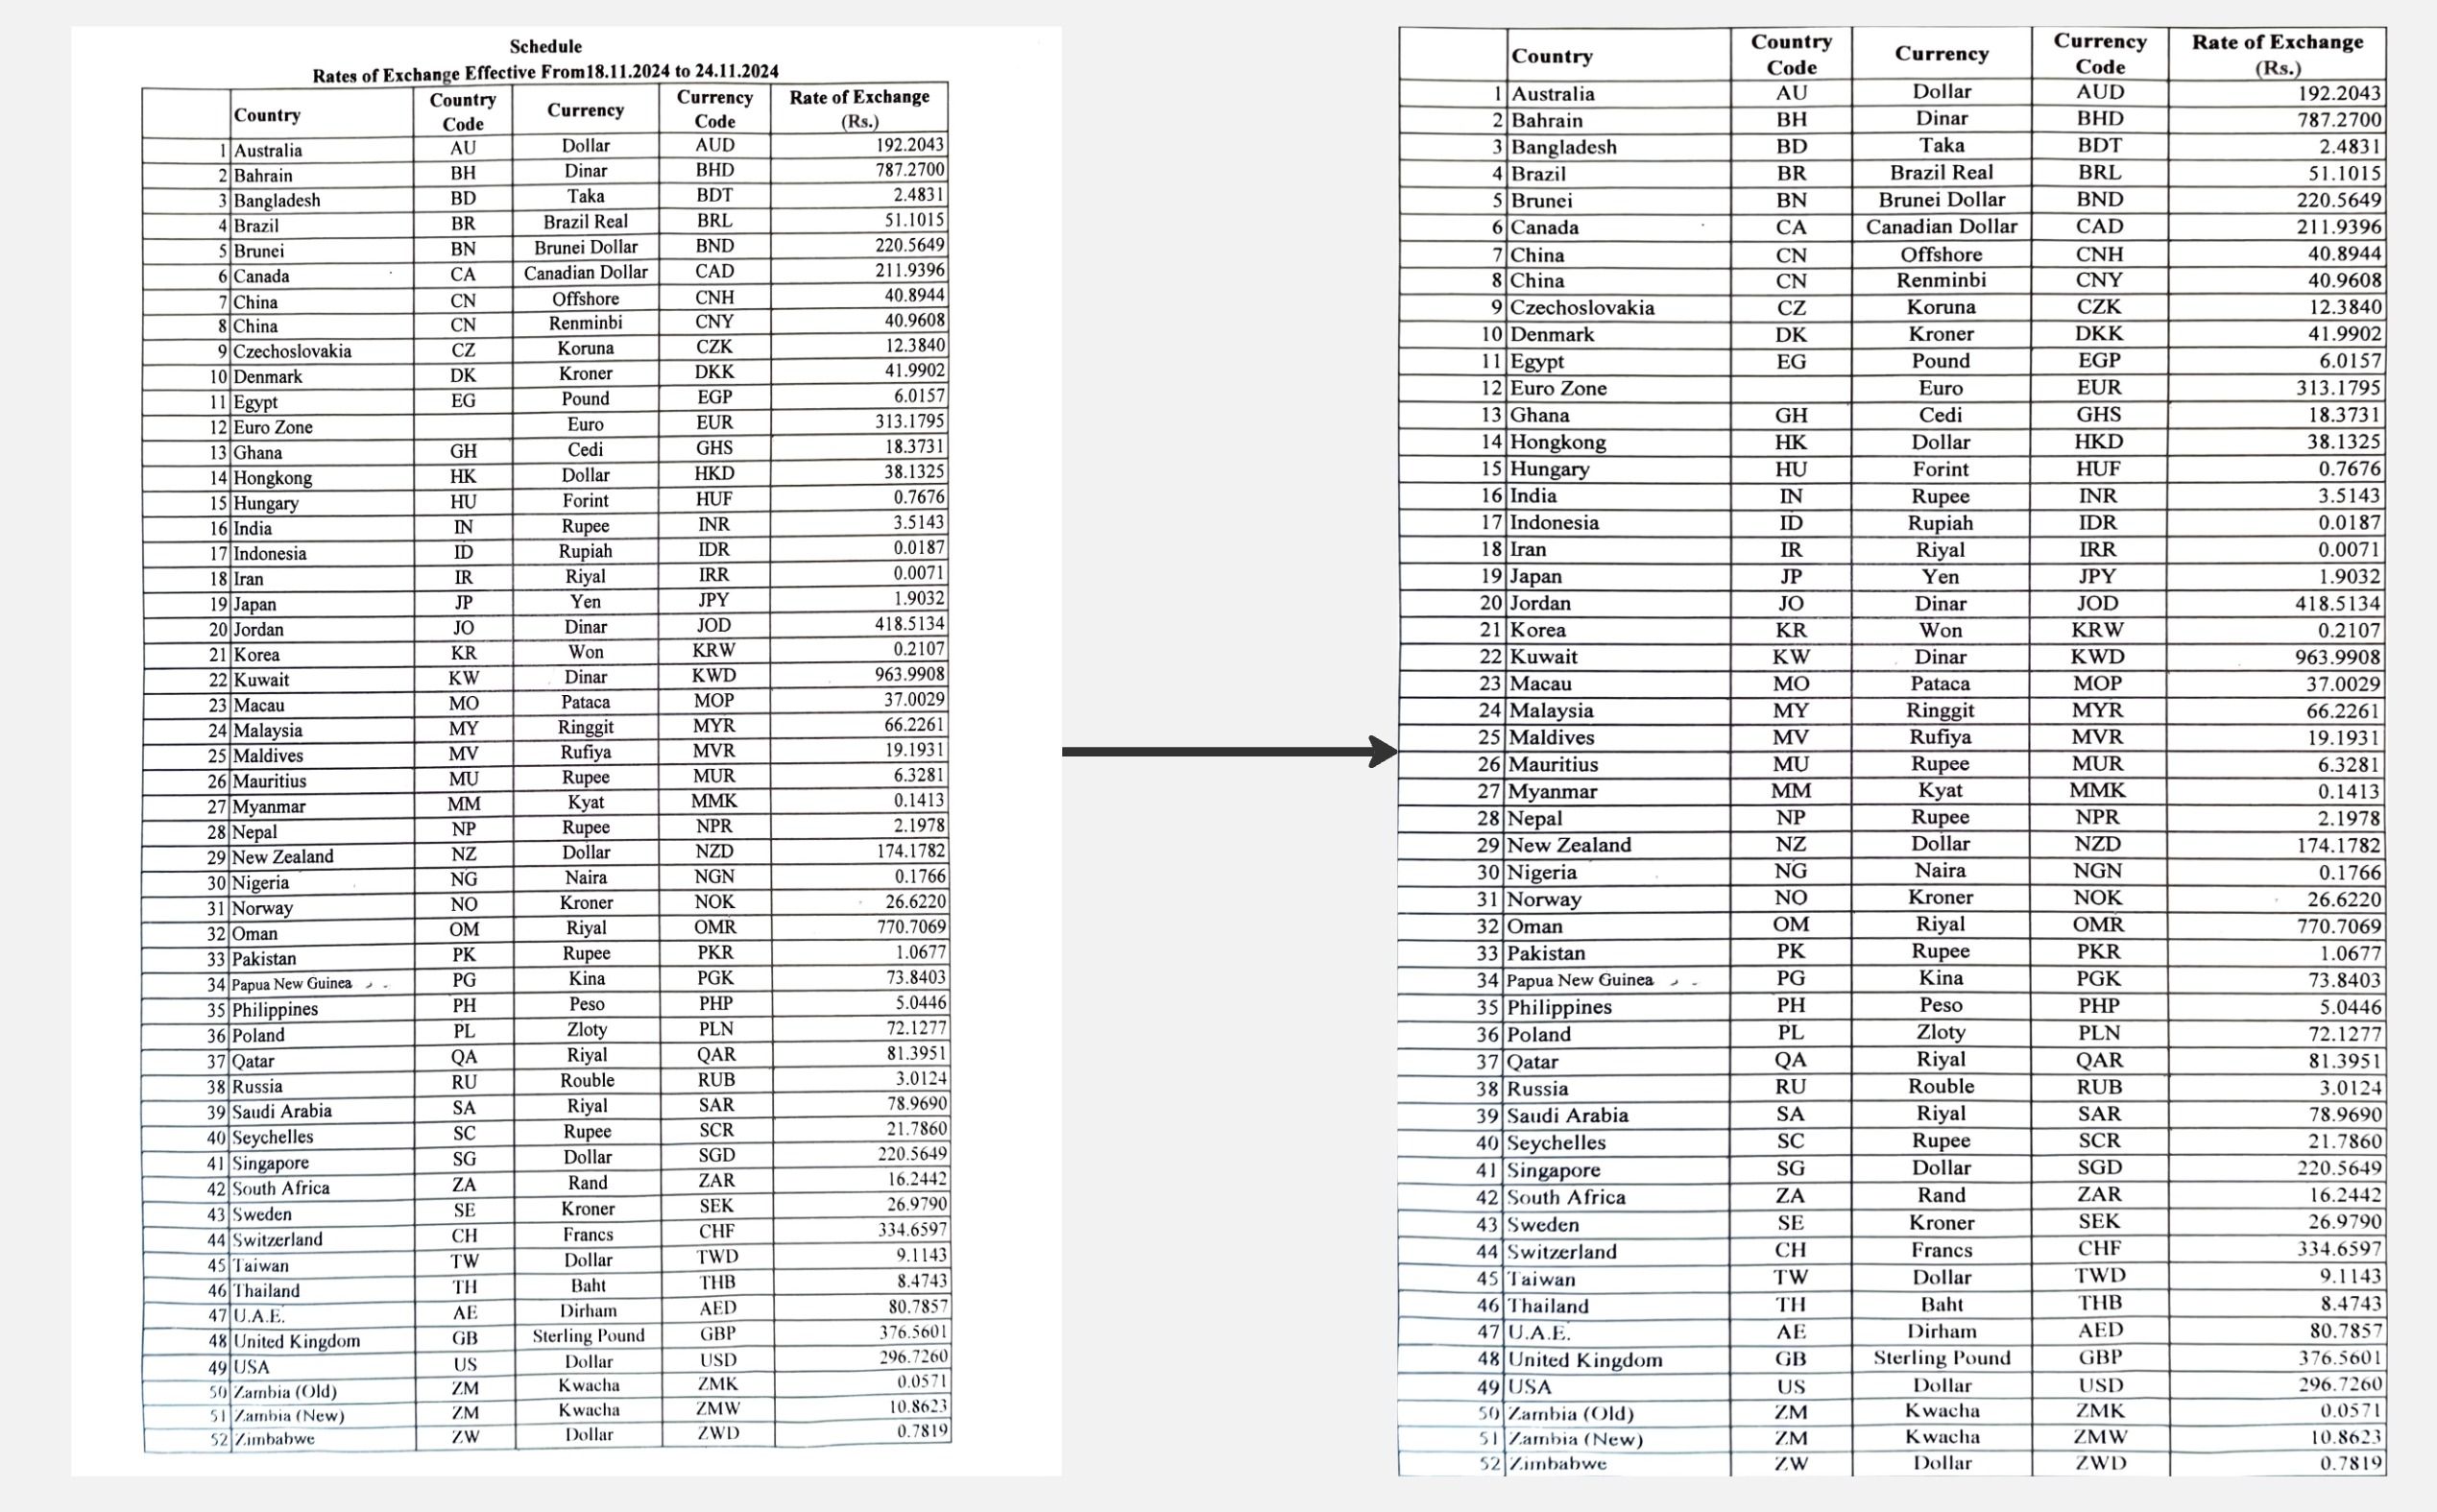 Schedule
Rates of Exchange Effective From18.11.2024 to 24.11.2024
Country Country Code Currency Currency Code Rate of Exchange (Rs.)
1 Australia AU Dollar AUD 192.2043
2 Bahrain BH Dinar BHD 787.2700
3 Bangladesh BD Taka BDT 2.4831
4 Brazil BR Brazil Real BRL 51.1015
5 Brunei BN Brunei Dollar BND 220.5649
6 Canada CA Canadian Dollar CAD 211.9396
7 China CN Offshore CNH 40.8944
8 China CN Renminbi CNY 40.9608
9 Czechoslovakia CZ Koruna CZK 12.3840
10 Denmark DK Kroner DKK 41.9902
11 Egypt EG Pound EGP 6.0157
12 Euro Zone Euro EUR 313.1795
13 Ghana GH Cedi GHS 18.3731
14 Hongkong HK Dollar HKD 38.1325
15 Hungary HU Forint HUF 0.7676
16 India IN Rupee INR 3.5143
17 Indonesia ID Rupiah IDR 0.0187
18 Iran IR Riyal IRR 0.0071
19 Japan JP Yen JPY 1.9032
20 Jordan JO Dinar JOD 418.5134
21 Korea KR Won KRW 0.2107
22 Kuwait KW Dinar KWD 963.9908
23 Macau MO Pataca MOP 37.0029
24 Malaysia MY Ringgit MYR 66.2261
25 Maldives MV Rufiya MVR 19.1931
26 Mauritius MU Rupee MUR 6.3281
27 Myanmar MM Kyat MMK 0.1413
28 Nepal NP Rupee NPR 2.1978
29 New Zealand NZ Dollar NZD 174.1782
30 Nigeria NG Naira NGN 0.1766
31 Norway NO Kroner NOK 26.6220
32 Oman OM Riyal OMR 770.7069
33 Pakistan PK Rupee PKR 1.0677
34 Papua New Guinea PG Kina PGK 73.8403
35 Philippines PH Peso PHP 5.0446
36 Poland PL Zloty PLN 72.1277
37 Qatar QA Riyal QAR 81.3951
38 Russia RU Rouble RUB 3.0124
39 Saudi Arabia SA Riyal SAR 78.9690
40 Seychelles SC Rupee SCR 21.7860
41 Singapore SG Dollar SGD 220.5649
42 South Africa ZA Rand ZAR 16.2442
43 Sweden SE Kroner SEK 26.9790
44 Switzerland CH Francs CHF 334.6597
45 Taiwan TW Dollar TWD 9.1143
46 Thailand TH Baht THB 8.4743
47 U.A.E. AE Dirham AED 80.7857
48 United Kingdom GB Sterling Pound GBP 376.5601
49 USA US Dollar USD 296.7260
50 Zambia (Old) ZM Kwacha ZMK 0.0571
51 Zambia (New) ZM Kwacha ZMW 10.8623
52 Zimbabwe ZW Dollar ZWD 0.7819
Country Country Code Currency Currency Code Rate of Exchange (Rs.)
1 Australia AU Dollar AUD 192.2043
2 Bahrain BH Dinar BHD 787.2700
3 Bangladesh BD Taka BDT 2.4831
4 Brazil BR Brazil Real BRL 51.1015
5 Brunei BN Brunei Dollar BND 220.5649
6 Canada CA Canadian Dollar CAD 211.9396
7 China CN Offshore CNH 40.8944
8 China CN Renminbi CNY 40.9608
9 Czechoslovakia CZ Koruna CZK 12.3840
10 Denmark DK Kroner DKK 41.9902
11 Egypt EG Pound EGP 6.0157
12 Euro Zone Euro EUR 313.1795
13 Ghana GH Cedi GHS 18.3731
14 Hongkong HK Dollar HKD 38.1325
15 Hungary HU Forint HUF 0.7676
16 India IN Rupee INR 3.5143
17 Indonesia ID Rupiah IDR 0.0187
18 Iran IR Riyal IRR 0.0071
19 Japan JP Yen JPY 1.9032
20 Jordan JO Dinar JOD 418.5134
21 Korea KR Won KRW 0.2107
22 Kuwait KW Dinar KWD 963.9908
23 Macau MO Pataca MOP 37.0029
24 Malaysia MY Ringgit MYR 66.2261
25 Maldives MV Rufiya MVR 19.1931
26 Mauritius MU Rupee MUR 6.3281
27 Myanmar MM Kyat MMK 0.1413
28 Nepal NP Rupee NPR 2.1978
29 New Zealand NZ Dollar NZD 174.1782
30 Nigeria NG Naira NGN 0.1766
31 Norway NO Kroner NOK 26.6220
32 Oman OM Riyal OMR 770.7069
33 Pakistan PK Rupee PKR 1.0677
34 Papua New Guinea PG Kina PGK 73.8403
35 Philippines PH Peso PHP 5.0446
36 Poland PL Zloty PLN 72.1277
37 Qatar QA Riyal QAR 81.3951
38 Russia RU Rouble RUB 3.0124
39 Saudi Arabia SA Riyal SAR 78.9690
40 Seychelles SC Rupee SCR 21.7860
41 Singapore SG Dollar SGD 220.5649
42 South Africa ZA Rand ZAR 16.2442
43 Sweden SE Kroner SEK 26.9790
44 Switzerland CH Francs CHF 334.6597
45 Taiwan TW Dollar TWD 9.1143
46 Thailand TH Baht THB 8.4743
47 U.A.E. AE Dirham AED 80.7857
48 United Kingdom GB Sterling Pound GBP 376.5601
49 USA US Dollar USD 296.7260
50 Zambia (Old) ZM Kwacha ZMK 0.0571
51 Zambia (New) ZM Kwacha ZMW 10.8623
52 Zimbabwe ZW Dollar ZWD 0.7819